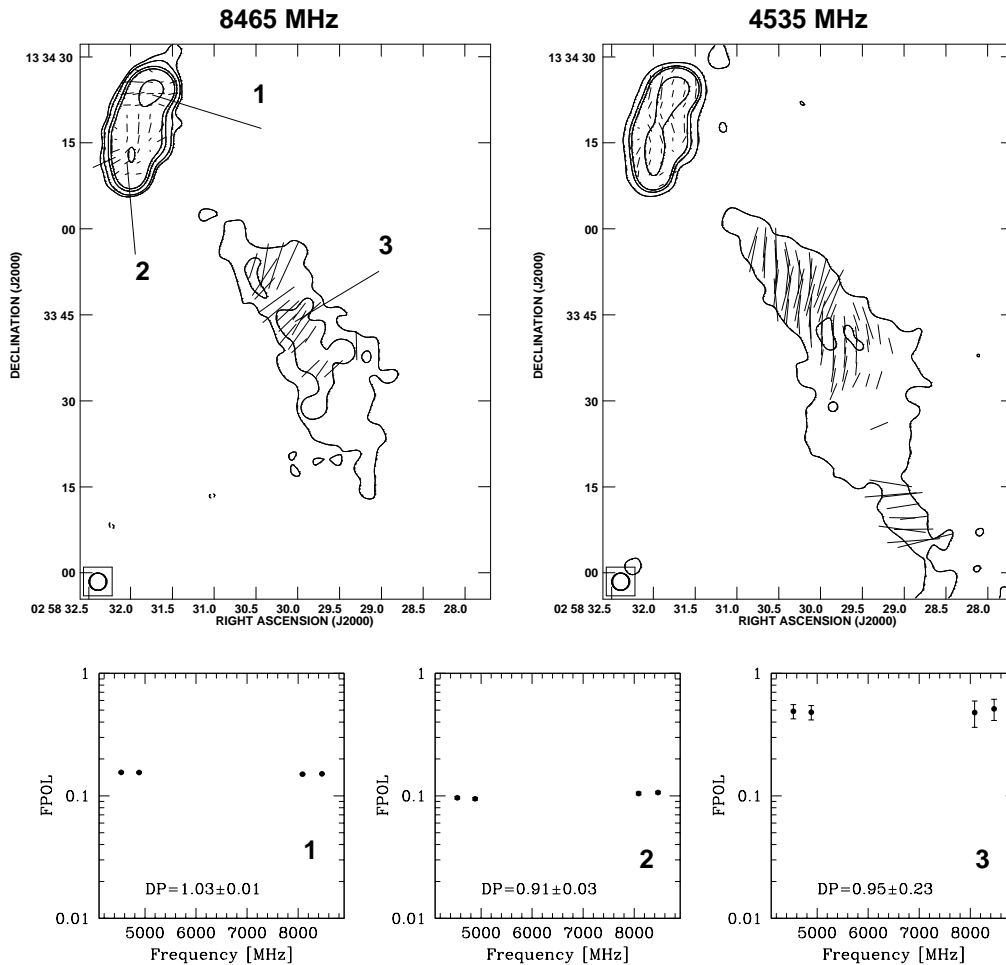 8465 MHz
4535 MHz
DECLINATION (J2000)
13 34 30
15
00
33 45
30
15
00
1
2
3
02 58 32.5 32.0 31.5 31.0 30.5 30.0 29.5 29.0 28.5 28.0
RIGHT ASCENSION (J2000)
DECLINATION (J2000)
13 34 30
15
00
33 45
30
15
00
02 58 32.5 32.0 31.5 31.0 30.5 30.0 29.5 29.0 28.5 28.0
RIGHT ASCENSION (J2000)
FPOL
1
0.1
0.01
1
DP=1.03±0.01
5000 6000 7000 8000
Frequency [MHz]
FPOL
1
0.1
0.01
2
DP=0.91±0.03
5000 6000 7000 8000
Frequency [MHz]
FPOL
1
0.1
0.01
3
DP=0.95±0.23
5000 6000 7000 8000
Frequency [MHz]